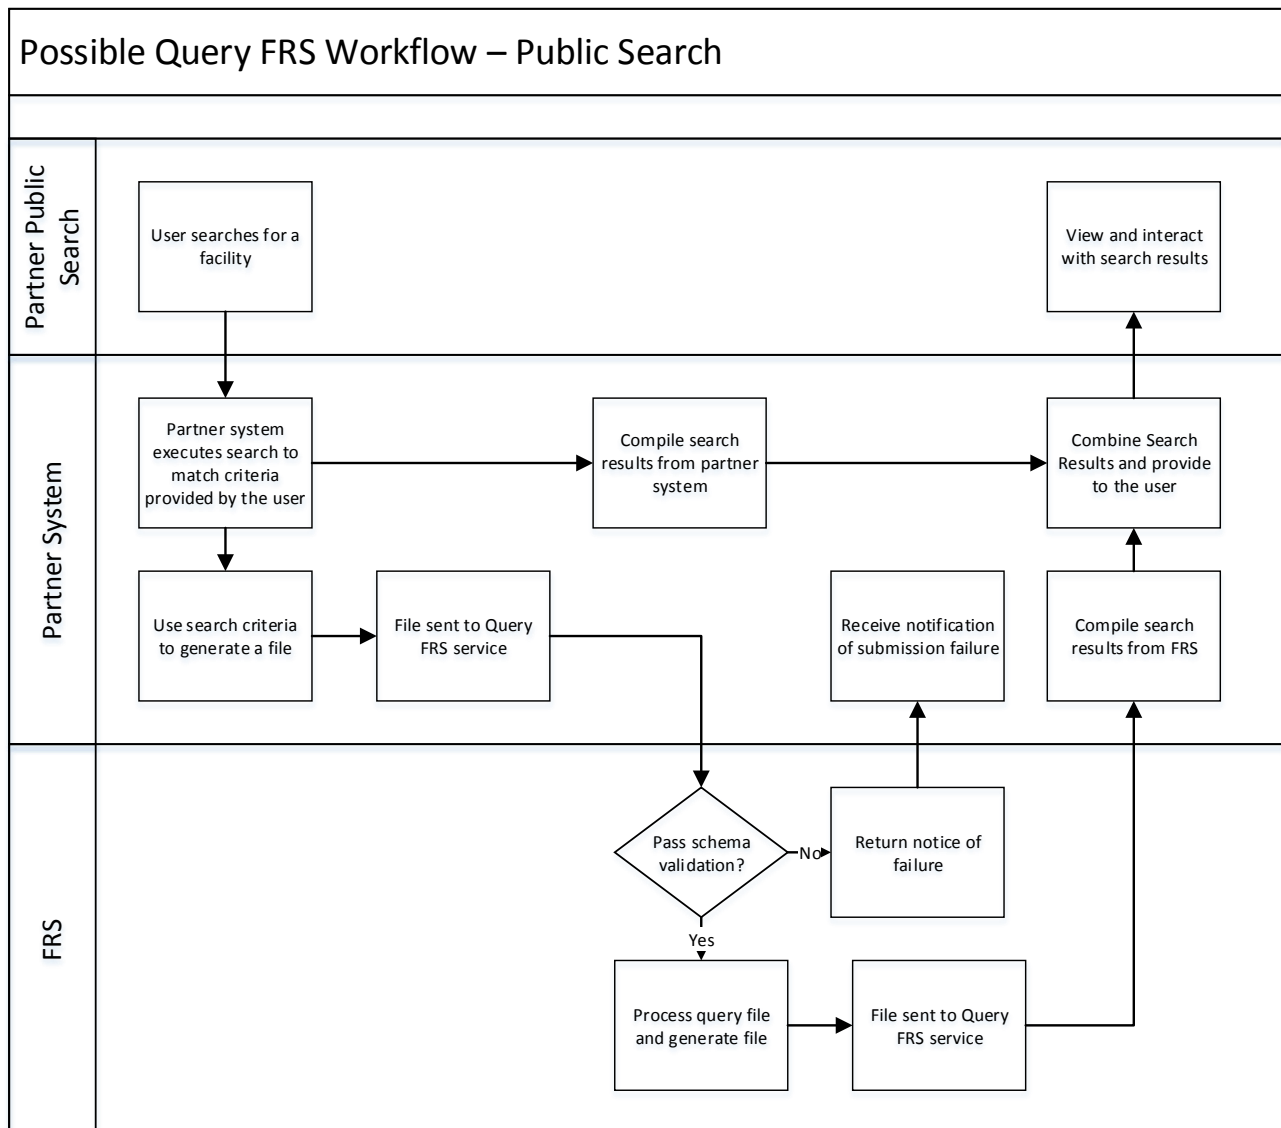 Possible Query FRS Workflow – Public Search
Partner Public
Search
User searches for a
facility
View and interact
with search results
Partner System
Partner system
executes search to
match criteria
provided by the user
Compile search
results from partner
system
Combine Search
Results and provide
to the user
Use search criteria
to generate a file
File sent to Query
FRS service
Receive notification
of submission failure
Compile search
results from FRS
FRS
Pass schema
validation?
No
Return notice of
failure
Yes
Process query file
and generate file
File sent to Query
FRS service